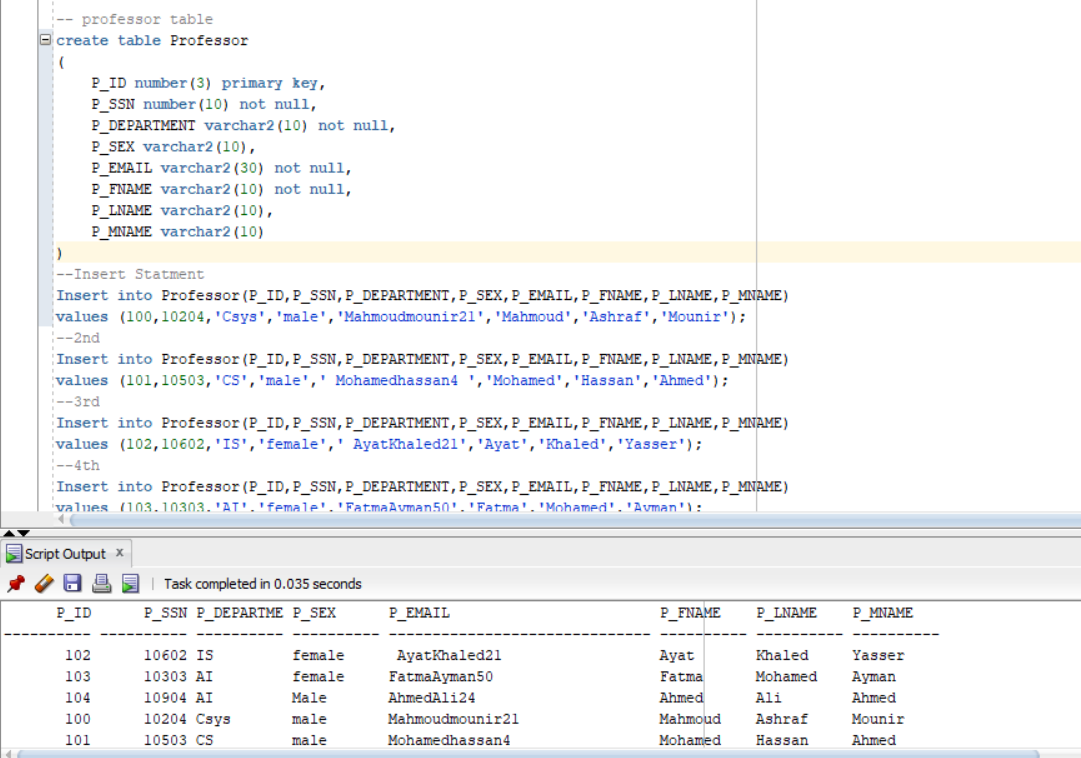 -- professor table
create table Professor
(
P_ID number(3) primary key,
P_SSN number(10) not null,
P_DEPARTMENT varchar2(10) not null,
P_SEX varchar2(10),
P_EMAIL varchar2(30) not null,
P_FNAME varchar2(10) not null,
P_LNAME varchar2(10),
P_MNAME varchar2(10)
)
--Insert Statment
Insert into Professor(P_ID,P_SSN,P_DEPARTMENT,P_SEX,P_EMAIL,P_FNAME,P_LNAME,P_MNAME)
values (100,10204,'Csys','male','Mahmoudmounir21','Mahmoud','Ashraf','Mounir');
--2nd
Insert into Professor(P_ID,P_SSN,P_DEPARTMENT,P_SEX,P_EMAIL,P_FNAME,P_LNAME,P_MNAME)
values (101,10503,'CS','male',' Mohamedhassan4 ','Mohamed','Hassan','Ahmed');
--3rd
Insert into Professor(P_ID,P_SSN,P_DEPARTMENT,P_SEX,P_EMAIL,P_FNAME,P_LNAME,P_MNAME)
values (102,10602,'IS','female',' AyatKhaled21','Ayat','Khaled','Yasser');
--4th
Insert into Professor(P_ID,P_SSN,P_DEPARTMENT,P_SEX,P_EMAIL,P_FNAME,P_LNAME,P_MNAME)
values (103,10303,'AI','female','FatmaAyman50','Fatma','Mohamed','Ayman');
Script Output x
Task completed in 0.035 seconds
P_ID P_SSN P_DEPARTME P_SEX P_EMAIL P_FNAME P_LNAME P_MNAME
---------- ---------- ---------- ---------- ------------------------------ ---------- ---------- ----------
102 10602 IS female AyatKhaled21 Ayat Khaled Yasser
103 10303 AI female FatmaAyman50 Fatma Mohamed Ayman
104 10904 AI Male AhmedAli24 Ahmed Ali Ahmed
100 10204 Csys male Mahmoudmounir21 Mahmoud Ashraf Mounir
101 10503 CS male Mohamedhassan4 Mohamed Hassan Ahmed